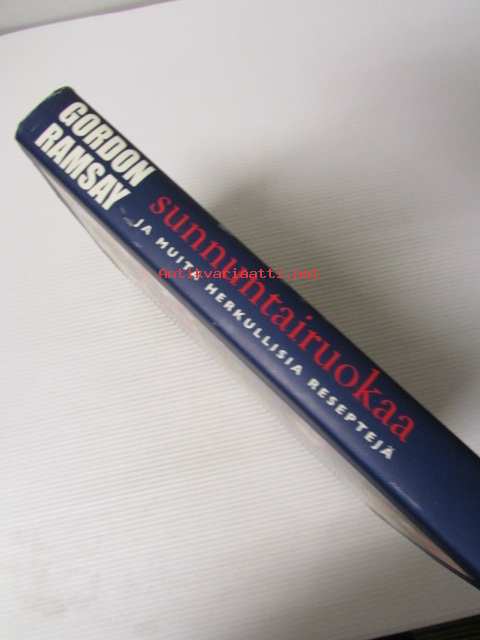 GORDON
RAMSAY
sunnuntairuokaa
JA MUITA HERKULLISIA RESEPTEJÄ
Antikvariaatti.net